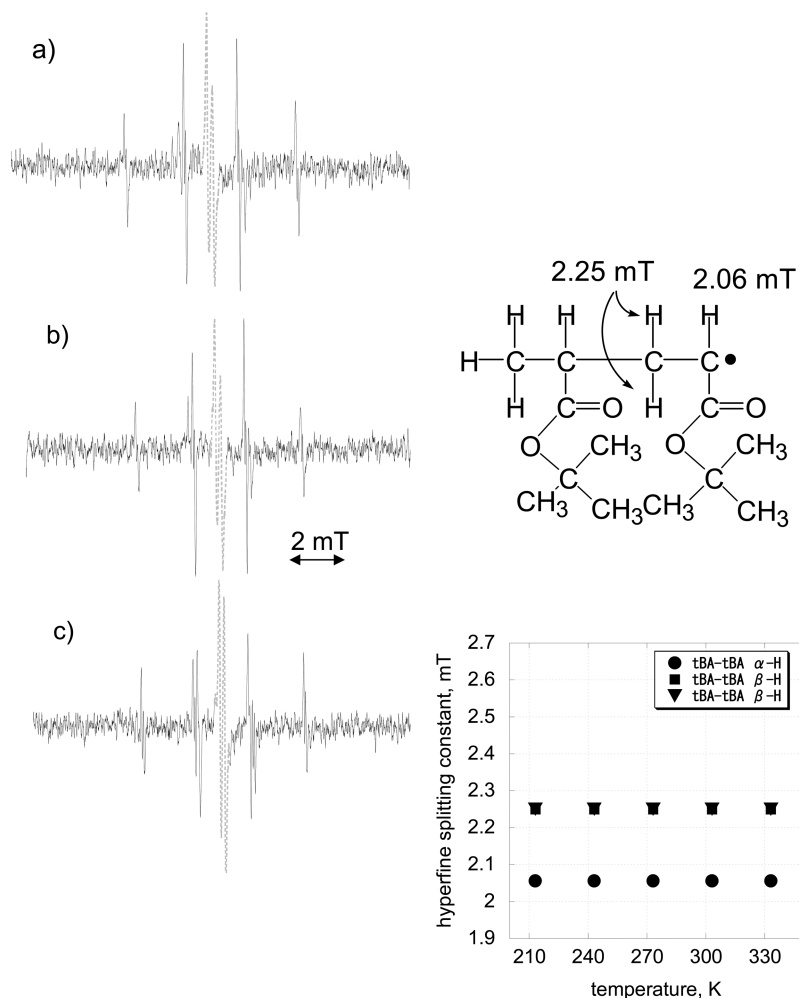 a)
b)
2 mT
c)
2.25 mT 2.06 mT
H H H H
H C C C C •
H C O H C O
O CH3 O CH3
C C
CH3 CH3 CH3 CH3
2.7
2.6
2.5
2.4
2.3
2.2
2.1
2
1.9
hyperfine splitting constant, mT
tBA-tBA α-H
tBA-tBA β-H
tBA-tBA β-H
210 240 270 300 330
temperature, K